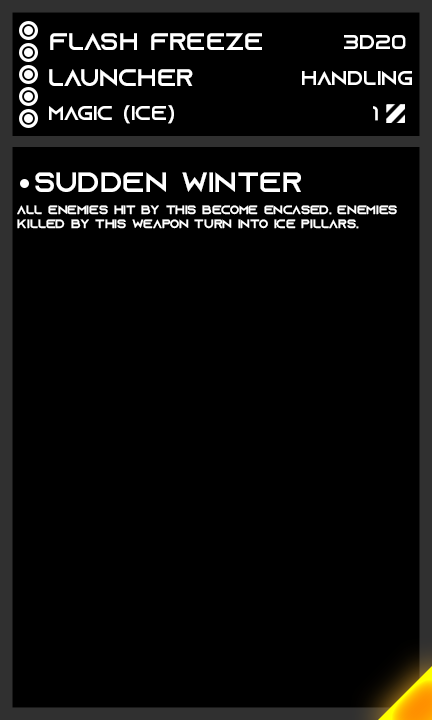 FLASH FREEZE 3D20
LAUNCHER HANDLING
MAGIC (ICE) 1
•SUDDEN WINTER
ALL ENEMIES HIT BY THIS BECOME ENCASED. ENEMIES
KILLED BY THIS WEAPON TURN INTO ICE PILLARS.